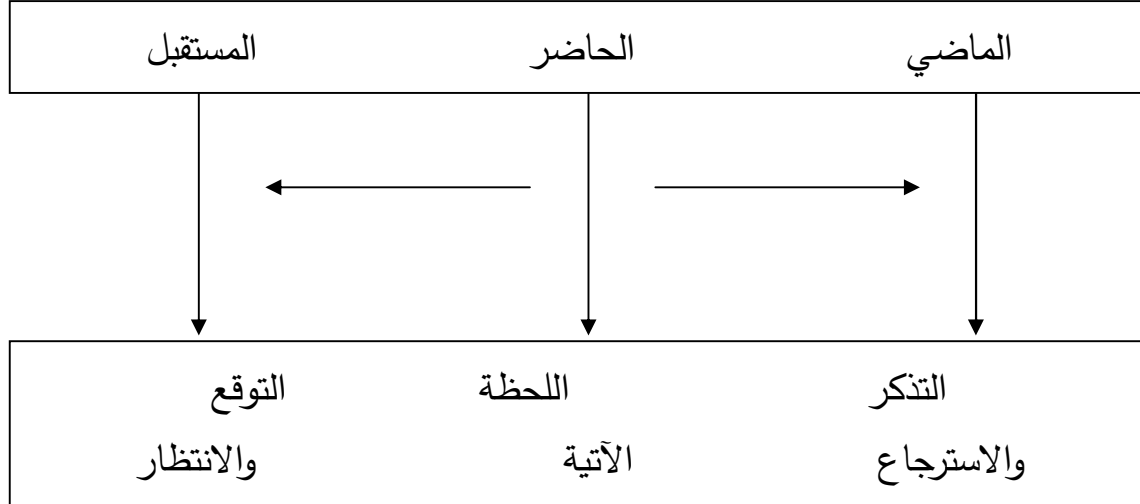 الماضي الحاضر المستقبل
التذكر اللحظة التوقع
والاسترجاع الآتية والانتظار